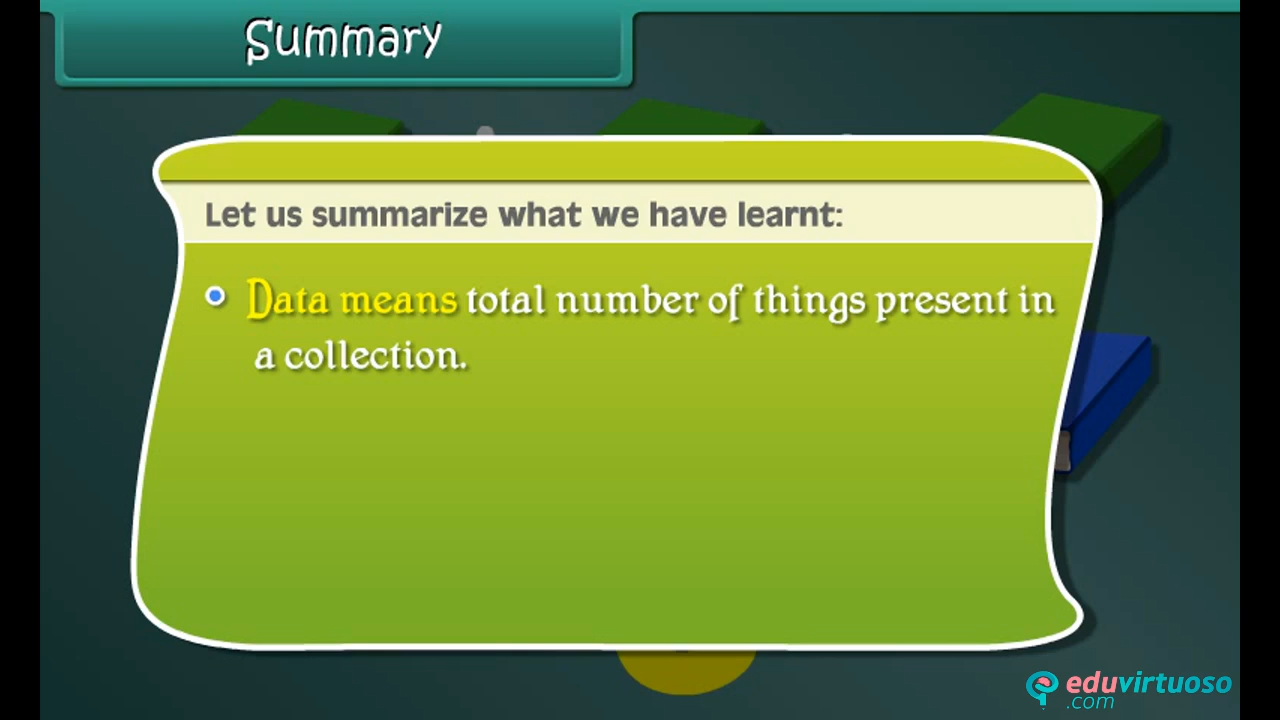 Summary
Let us summarize what we have learnt:
Data means total number of things present in
a collection.
eduvirtuoso
.com